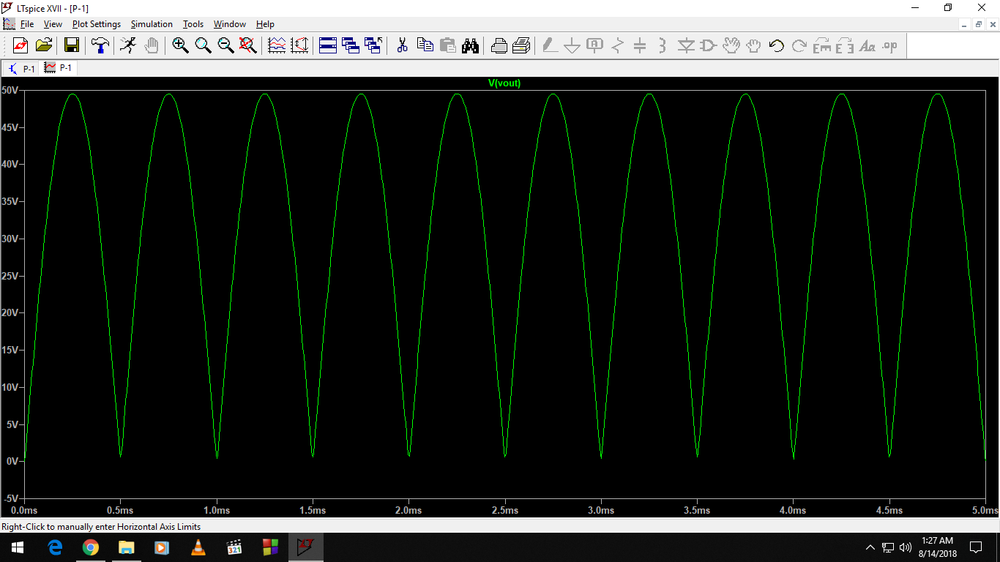 LTspice XVII - [P-1]
File View Plot Settings Simulation Tools Window Help
P-1 P-1
V(vout)
50V
45V
40V
35V
30V
25V
20V
15V
10V
5V
0V
-5V
0.0ms 0.5ms 1.0ms 1.5ms 2.0ms 2.5ms 3.0ms 3.5ms 4.0ms 4.5ms 5.0ms
Right-Click to manually enter Horizontal Axis Limits
321
1:27 AM
8/14/2018